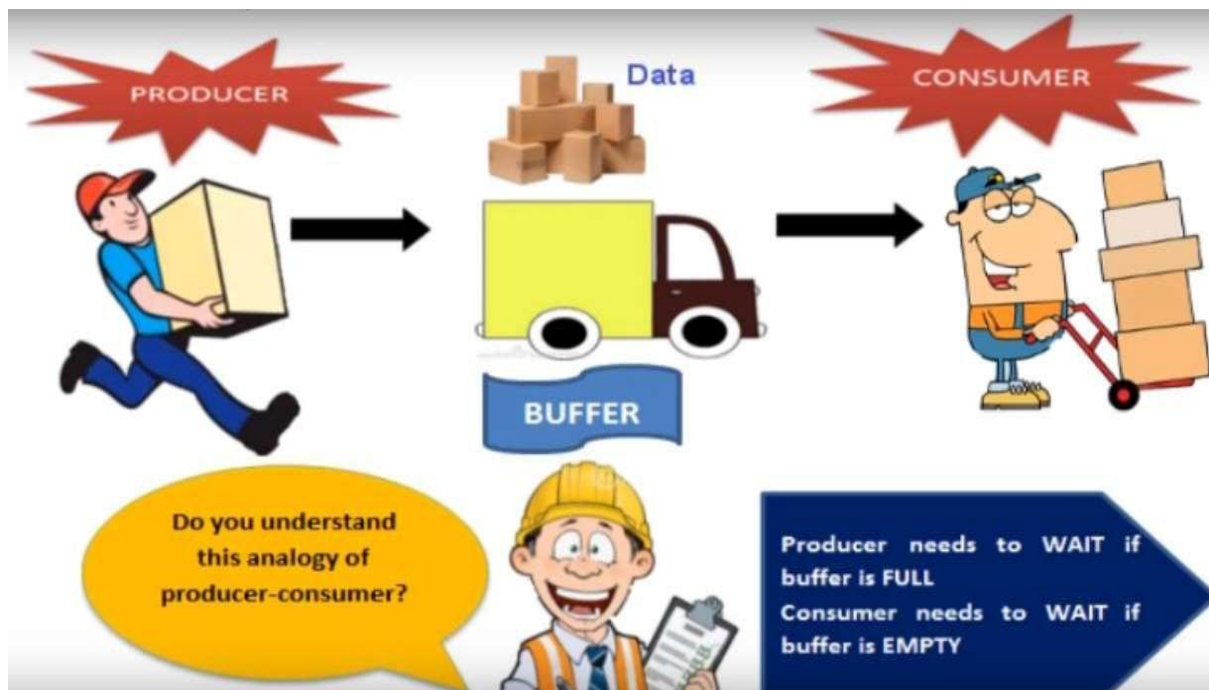 PRODUCER
Data
CONSUMER
BUFFER
Do you understand
this analogy of
producer-consumer?
Producer needs to WAIT if
buffer is FULL
Consumer needs to WAIT if
buffer is EMPTY